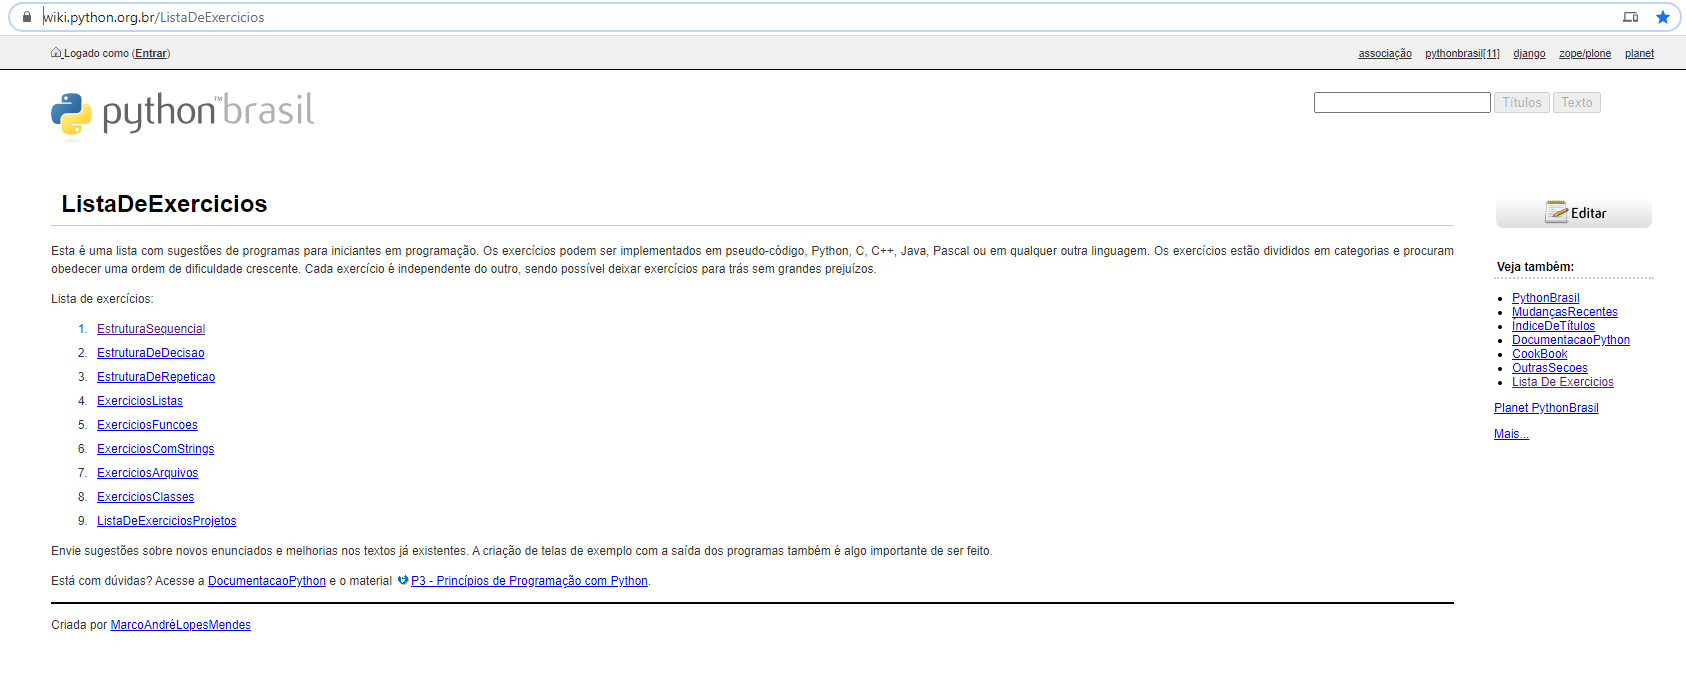 wiki.python.org.br/ListaDeExercicios
Logado como (Entrar)
associação pythonbrasil[11] django zope/plone planet
python™brasil
Títulos Texto
ListaDeExercicios
Editar
Esta é uma lista com sugestões de programas para iniciantes em programação. Os exercícios podem ser implementados em pseudo-código, Python, C, C++, Java, Pascal ou em qualquer outra linguagem. Os exercícios estão divididos em categorias e procuram
obedecer uma ordem de dificuldade crescente. Cada exercício é independente do outro, sendo possível deixar exercícios para trás sem grandes prejuízos.
Lista de exercícios:
1. EstruturaSequencial
2. EstruturaDeDecisao
3. EstruturaDeRepeticao
4. ExerciciosListas
5. ExerciciosFuncoes
6. ExerciciosComStrings
7. ExerciciosArquivos
8. ExerciciosClasses
9. ListaDeExerciciosProjetos
Envie sugestões sobre novos enunciados e melhorias nos textos já existentes. A criação de telas de exemplo com a saída dos programas também é algo importante de ser feito.
Está com dúvidas? Acesse a DocumentacaoPython e o material P3 - Princípios de Programação com Python.
Criada por MarcoAndréLopesMendes
Veja também:
PythonBrasil
MudançasRecentes
ÍndiceDeTítulos
DocumentacaoPython
CookBook
OutrasSecoes
Lista De Exercicios
Planet PythonBrasil
Mais...